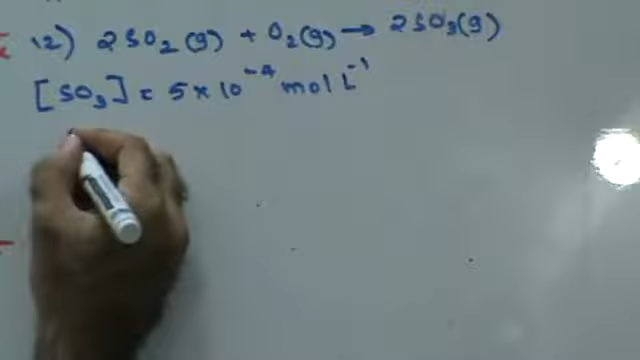 12) 2SO₂(g) + O₂(g) → 2SO₃(g)
[SO₃] = 5 × 10⁻⁴ mol L⁻¹